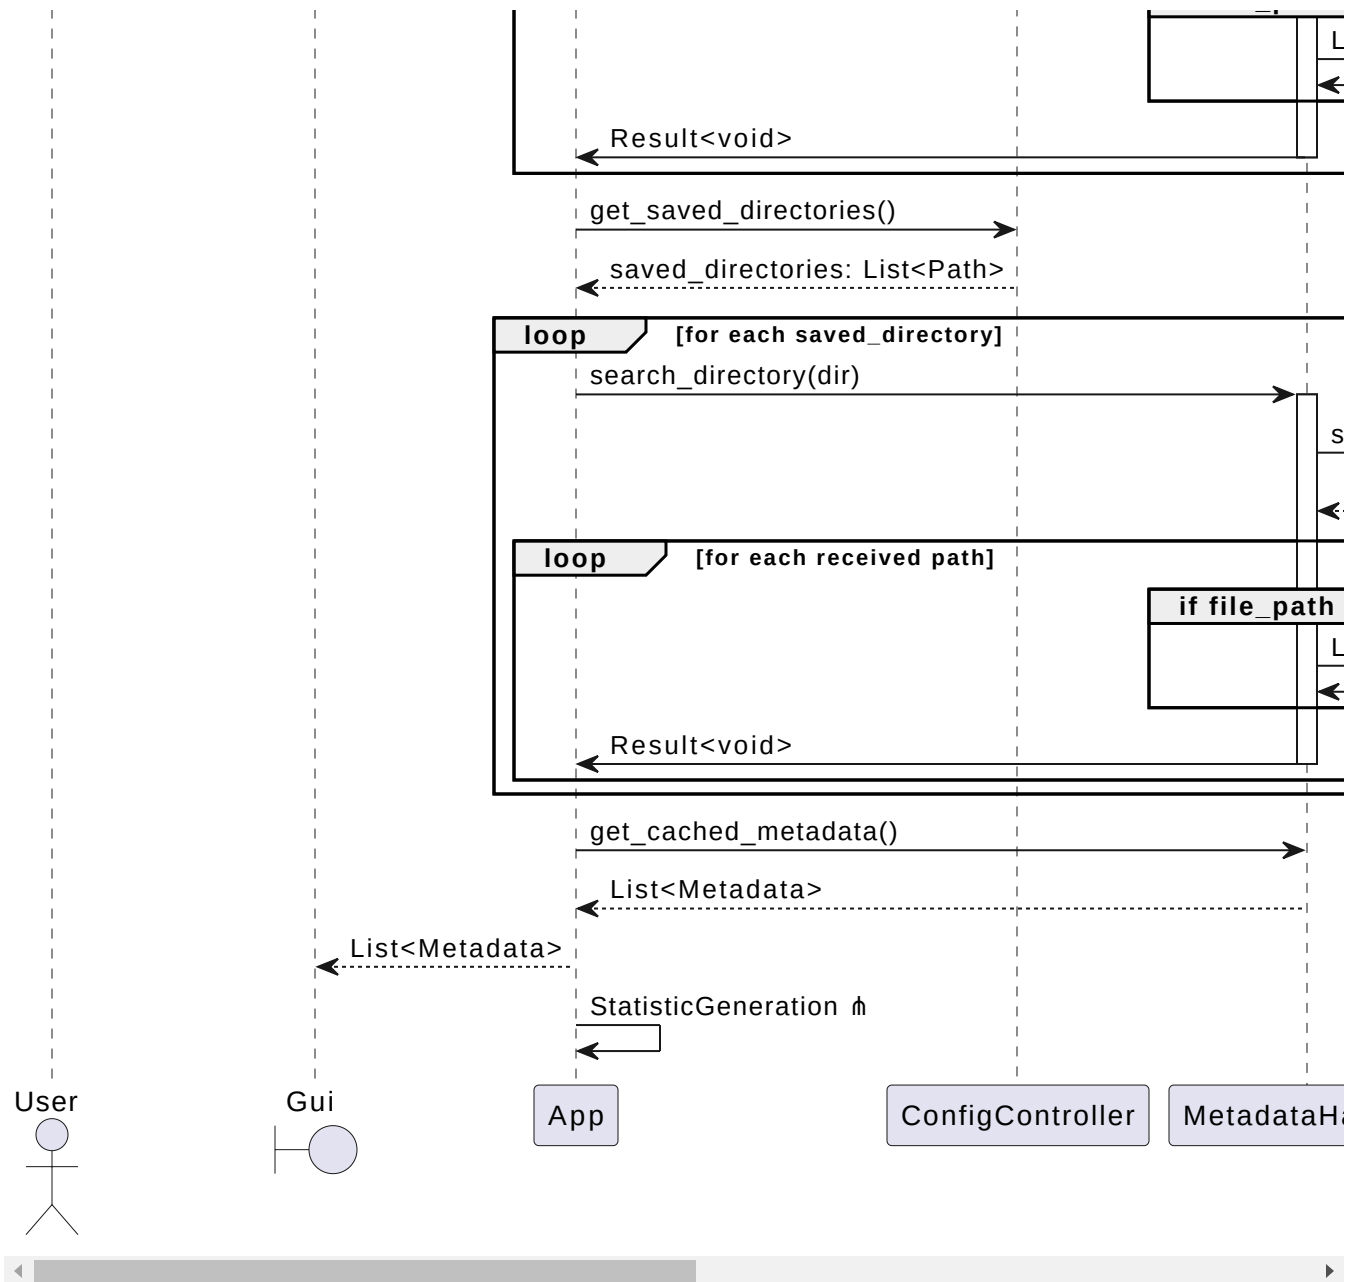 L
Result<void>
get_saved_directories()
saved_directories: List<Path>
loop [for each saved_directory]
search_directory(dir)
s
loop [for each received path]
if file_path
L
Result<void>
get_cached_metadata()
List<Metadata>
List<Metadata>
StatisticGeneration ⋔
User Gui App ConfigController MetadataHa